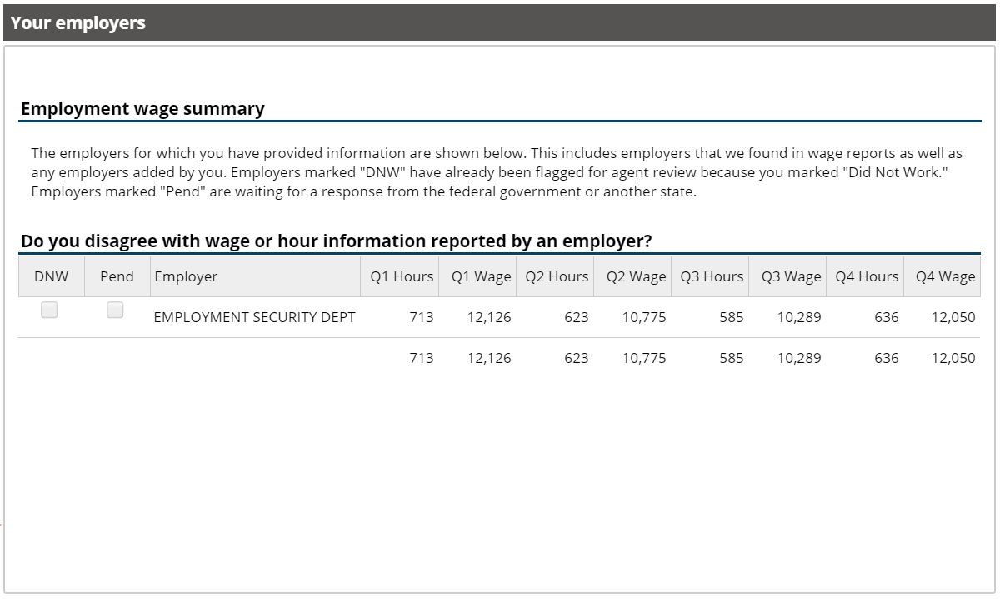 Your employers
Employment wage summary
The employers for which you have provided information are shown below. This includes employers that we found in wage reports as well as
any employers added by you. Employers marked "DNW" have already been flagged for agent review because you marked "Did Not Work."
Employers marked "Pend" are waiting for a response from the federal government or another state.
Do you disagree with wage or hour information reported by an employer?
DNW Pend Employer Q1 Hours Q1 Wage Q2 Hours Q2 Wage Q3 Hours Q3 Wage Q4 Hours Q4 Wage
EMPLOYMENT SECURITY DEPT 713 12,126 623 10,775 585 10,289 636 12,050
713 12,126 623 10,775 585 10,289 636 12,050